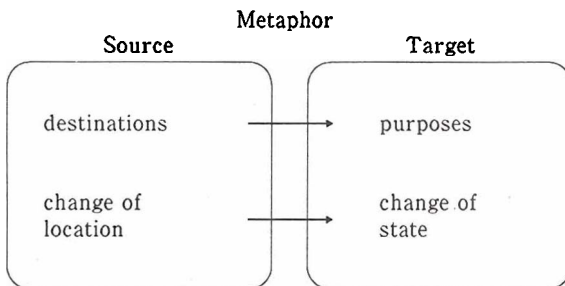 Metaphor
Source Target
destinations purposes
change of change of
location state